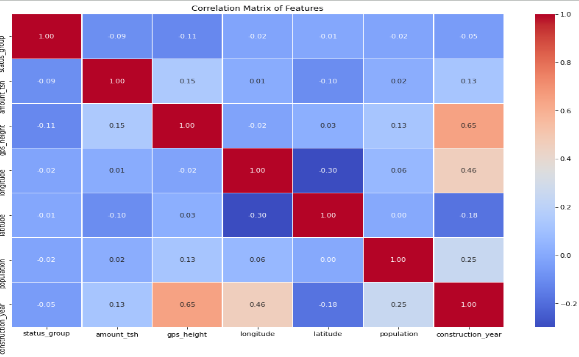 Correlation Matrix of Features
status_group 1.00 -0.09 -0.11 -0.02 -0.01 -0.02 -0.05
amount_tsh -0.09 1.00 0.15 0.01 -0.10 0.02 0.13
gps_height -0.11 0.15 1.00 -0.02 0.03 0.13 0.65
longitude -0.02 0.01 -0.02 1.00 -0.30 0.06 0.46
latitude -0.01 -0.10 0.03 -0.30 1.00 0.00 -0.18
population -0.02 0.02 0.13 0.06 0.00 1.00 0.25
construction_year -0.05 0.13 0.65 0.46 -0.18 0.25 1.00
status_group amount_tsh gps_height longitude latitude population construction_year
1.0
0.8
0.6
0.4
0.2
0.0
-0.2